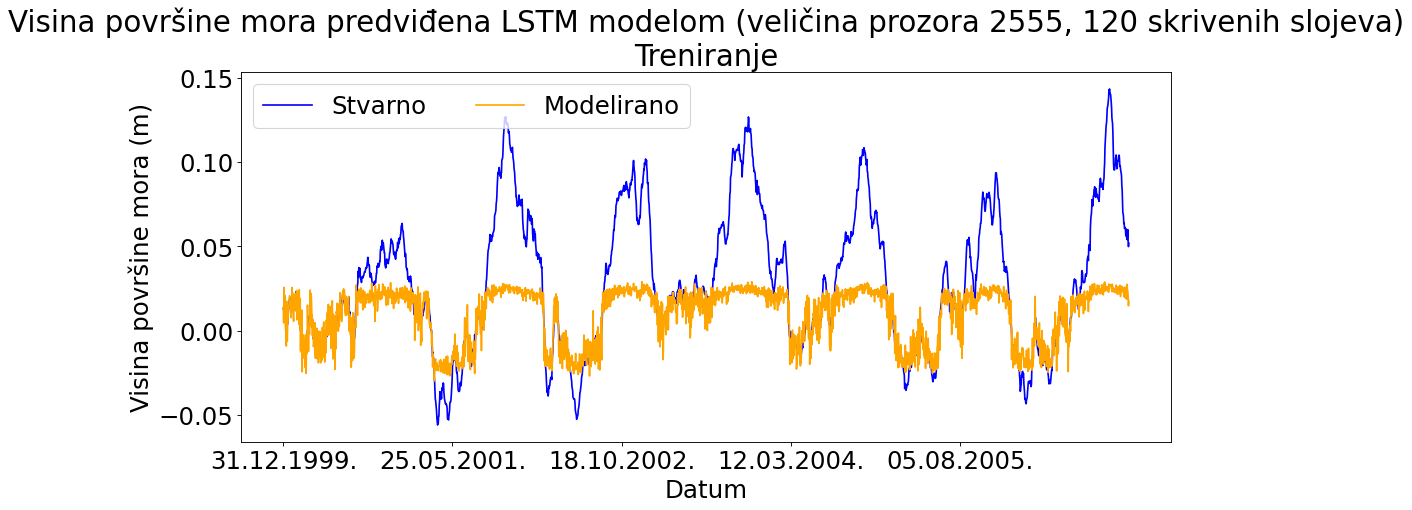 Visina površine mora predviđena LSTM modelom (veličina prozora 2555, 120 skrivenih slojeva)
Treniranje
Stvarno
Modelirano
Visina površine mora (m)
0.15
0.10
0.05
0.00
−0.05
31.12.1999.
25.05.2001.
18.10.2002.
12.03.2004.
05.08.2005.
Datum